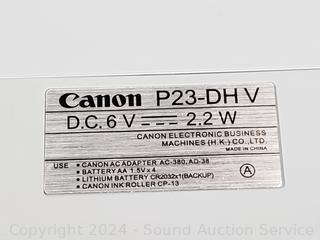 Canon P23-DH V
D.C. 6 V ⎓ 2.2 W
CANON ELECTRONIC BUSINESS
MACHINES (H.K.) CO.,LTD.
MADE IN CHINA
USE • CANON AC ADAPTER AC-380, AD-38
• BATTERY AA 1.5V x 4
• LITHIUM BATTERY CR2032x1(BACKUP)
• CANON INK ROLLER CP-13
A
Copyright 2024 - Sound Auction Service